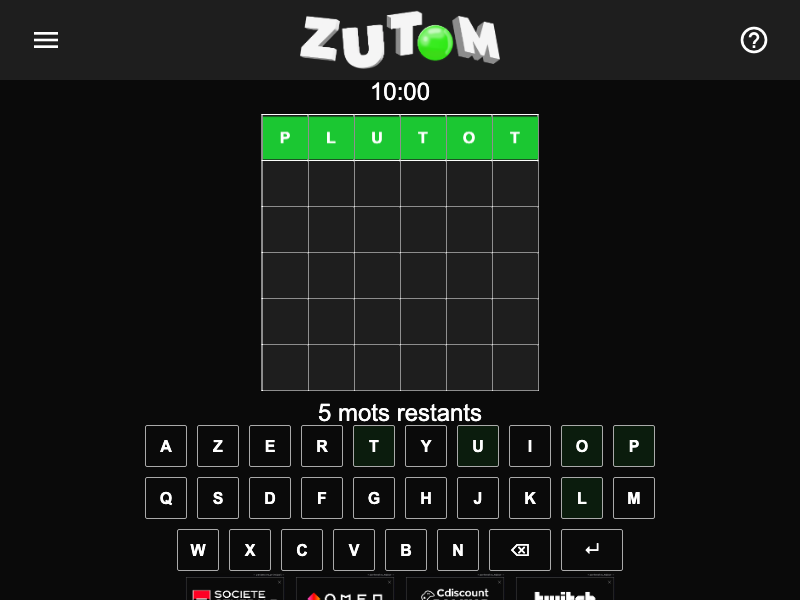 ZUTOM
10:00
P L U T O T
5 mots restants
A Z E R T Y U I O P
Q S D F G H J K L M
W X C V B N
SOCIETE OMEN Cdiscount twitch